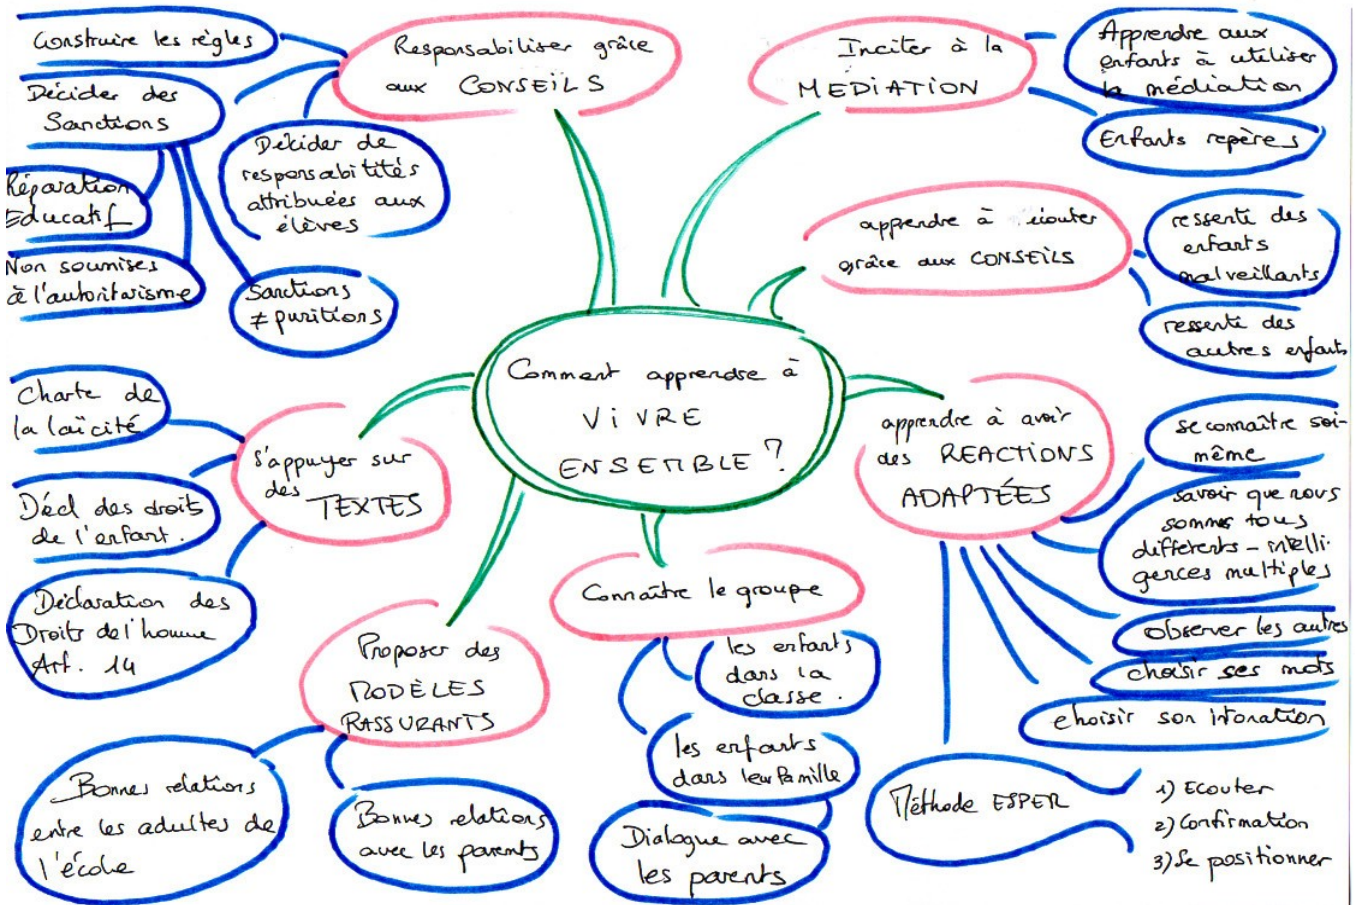 Construire les règles
Responsabiliser grâce
aux CONSEILS
Inciter à la
MEDIATION
Apprendre aux
enfants à utiliser
la médiation
Enfants repères
Décider des
Sanctions
Décider de
responsabilités
attribuées aux
élèves
Réparation
Educatif
Non soumises
à l'autoritarisme
Sanctions
≠ punitions
apprendre à écouter
grâce aux CONSEILS
ressenti des
enfants
malveillants
ressenti des
autres enfants
Comment apprendre à
ViVRE
ENSEMBLE ?
Charte de
la laïcité
s'appuyer sur
des TEXTES
Décl des droits
de l'enfant.
Déclaration des
Droits de l'homme
Art. 14
apprendre à avoir
des REACTIONS
ADAPTÉES
se connaître soi-
même
savoir que nous
sommes tous
différents - intelli-
gences multiples
observer les autres
choisir ses mots
choisir son intonation
Méthode ESPER
1) Ecouter
2) Confirmation
3) Se positionner
Connaître le groupe
les enfants
dans la
classe.
les enfants
dans leur famille
Dialogue avec
les parents
Proposer des
MODÈLES
RASSURANTS
Bonnes relations
entre les adultes de
l'école
Bonnes relations
avec les parents